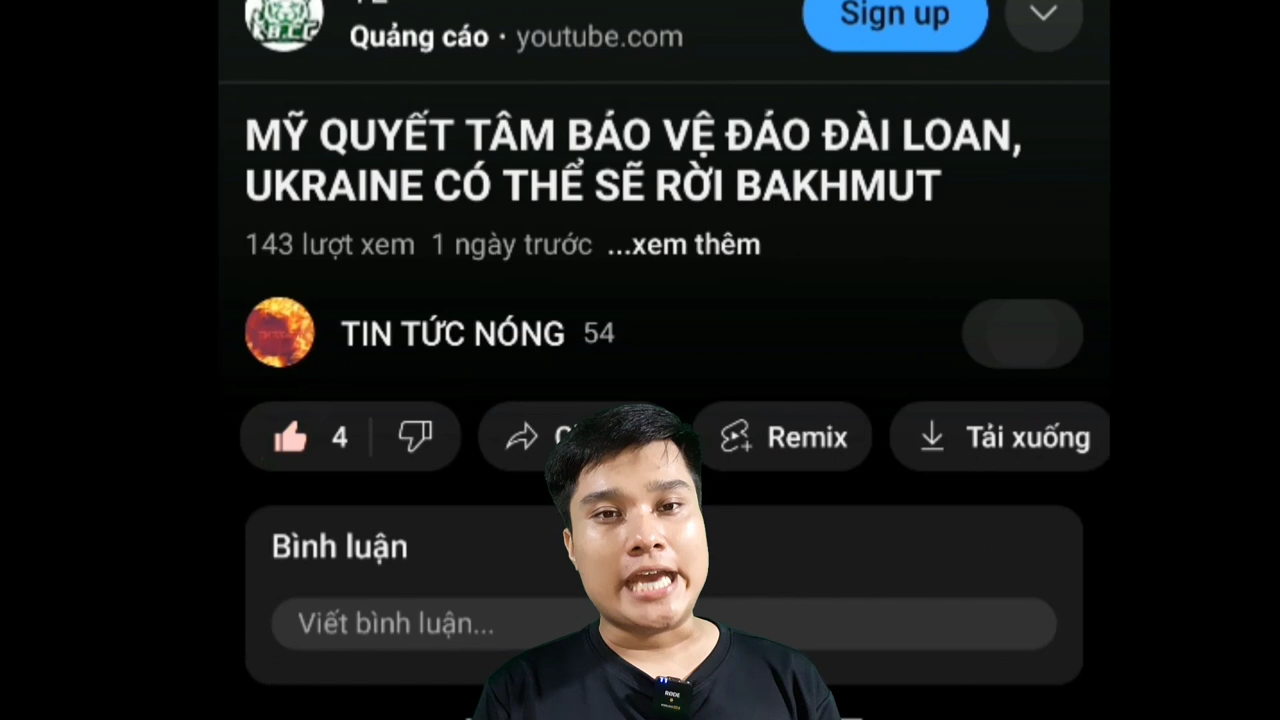 Sign up
Quảng cáo · youtube.com
MỸ QUYẾT TÂM BẢO VỆ ĐẢO ĐÀI LOAN,
UKRAINE CÓ THỂ SẼ RỜI BAKHMUT
143 lượt xem 1 ngày trước ...xem thêm
TIN TỨC NÓNG 54
4
Remix
Tải xuống
Bình luận
Viết bình luận...
RODE